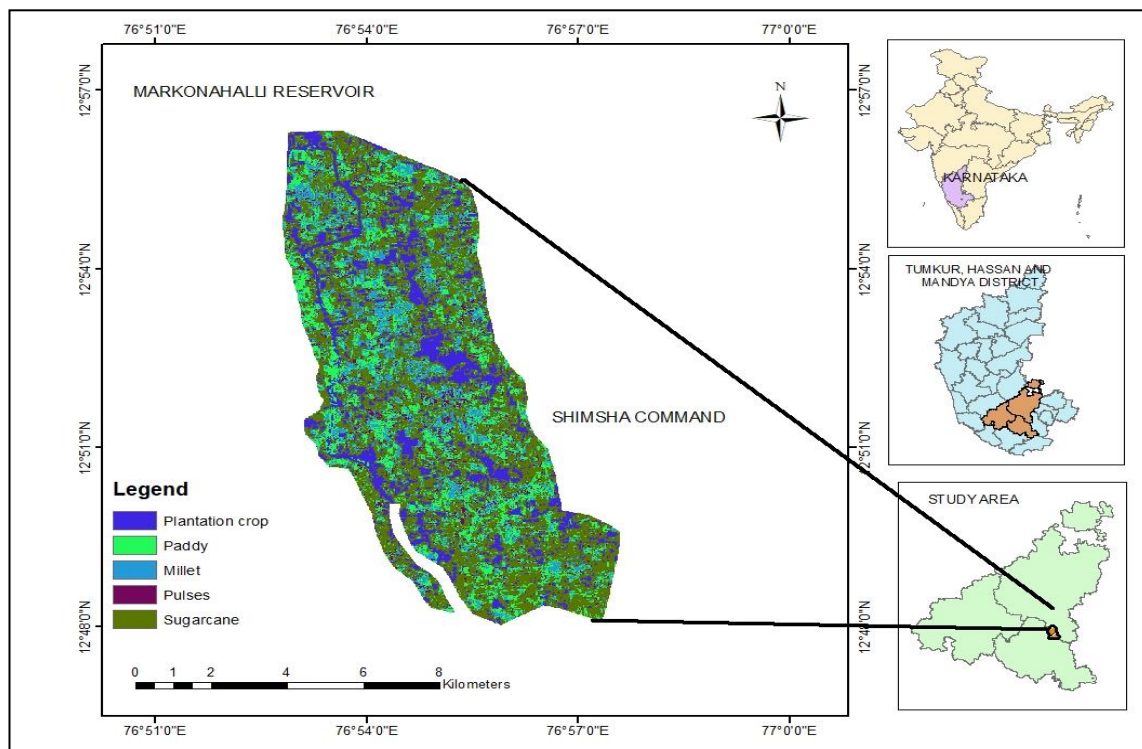 76°51'0"E 76°54'0"E 76°57'0"E 77°0'0"E
12°57'0"N
12°54'0"N
12°51'0"N
12°48'0"N
MARKONAHALLI RESERVOIR
N
SHIMSHA COMMAND
Legend
Plantation crop
Paddy
Millet
Pulses
Sugarcane
0 1 2 4 6 8
Kilometers
12°57'0"N
12°54'0"N
12°51'0"N
12°48'0"N
76°51'0"E 76°54'0"E 76°57'0"E 77°0'0"E
KARNATAKA
TUMKUR, HASSAN AND
MANDYA DISTRICT
STUDY AREA